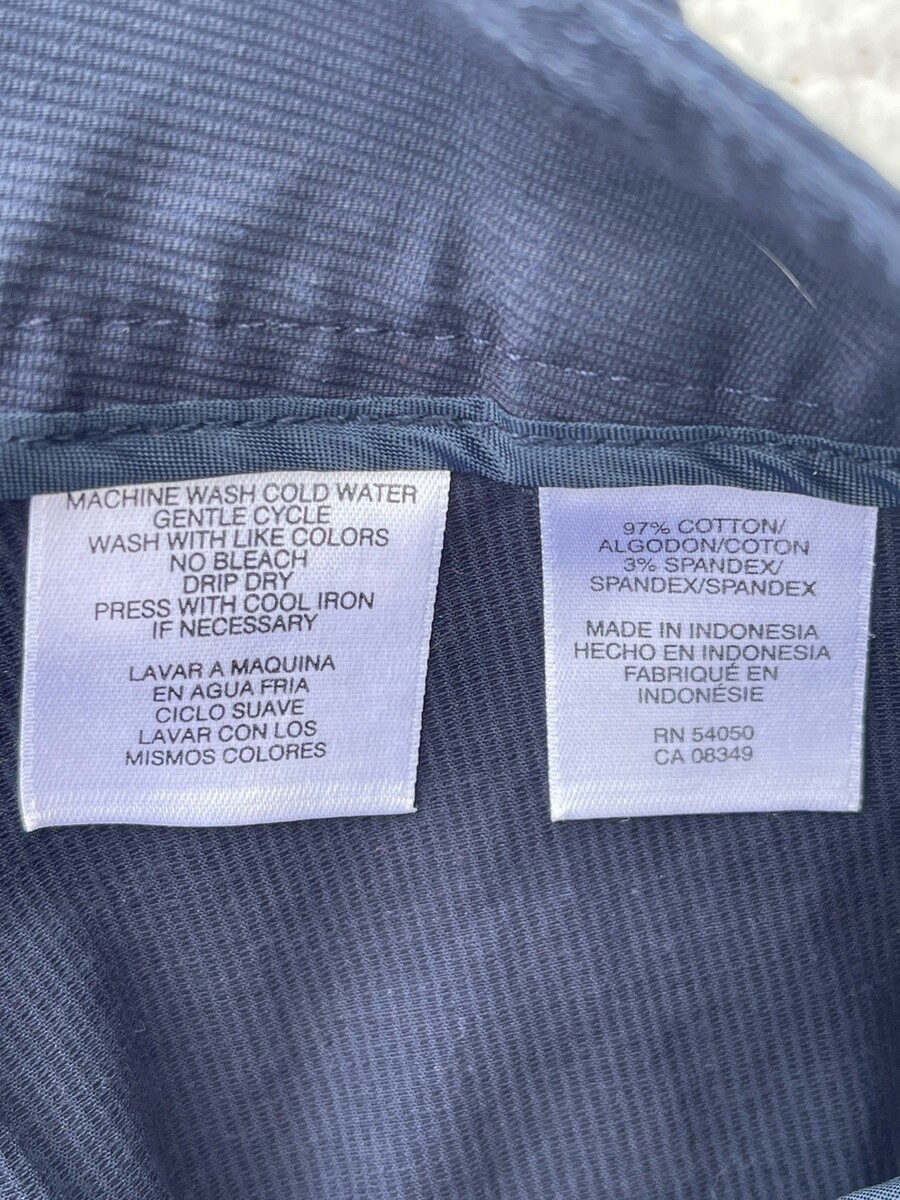 MACHINE WASH COLD WATER
GENTLE CYCLE
WASH WITH LIKE COLORS
NO BLEACH
DRIP DRY
PRESS WITH COOL IRON
IF NECESSARY
LAVAR A MAQUINA
EN AGUA FRIA
CICLO SUAVE
LAVAR CON LOS
MISMOS COLORES
97% COTTON/
ALGODON/COTON
3% SPANDEX/
SPANDEX/SPANDEX
MADE IN INDONESIA
HECHO EN INDONESIA
FABRIQUÉ EN
INDONÉSIE
RN 54050
CA 08349